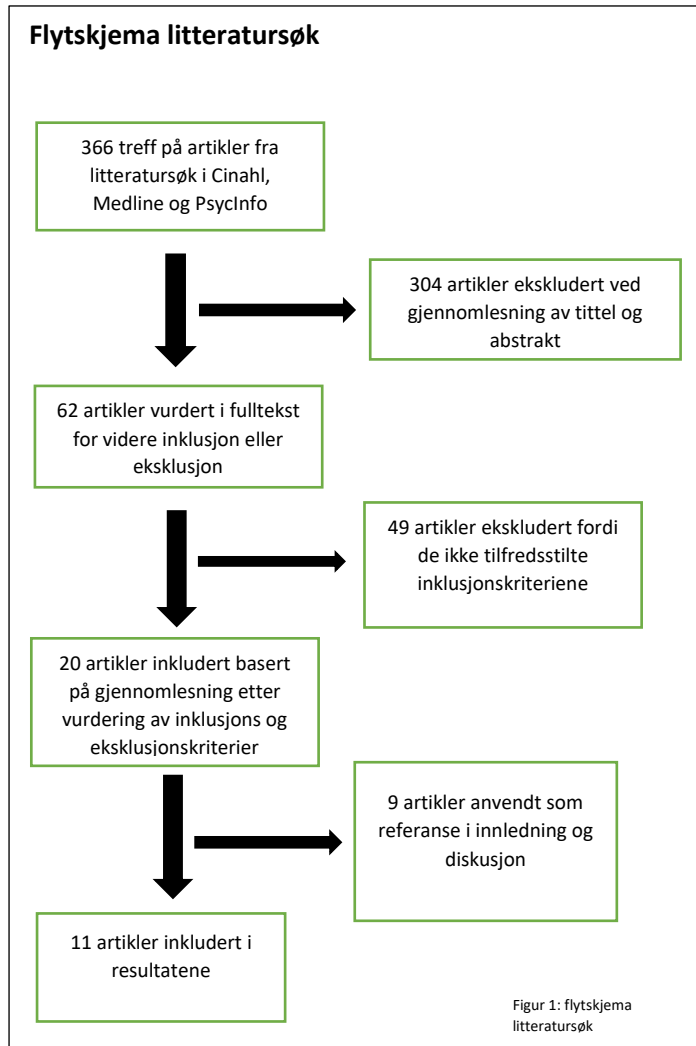 Flytskjema litteratursøk
366 treff på artikler fra
litteratursøk i Cinahl,
Medline og PsycInfo
304 artikler ekskludert ved
gjennomlesning av tittel og
abstrakt
62 artikler vurdert i fulltekst
for videre inklusjon eller
eksklusjon
49 artikler ekskludert fordi
de ikke tilfredsstilte
inklusjonskriteriene
20 artikler inkludert basert
på gjennomlesning etter
vurdering av inklusjons og
eksklusjonskriterier
9 artikler anvendt som
referanse i innledning og
diskusjon
11 artikler inkludert i
resultatene
Figur 1: flytskjema
litteratursøk